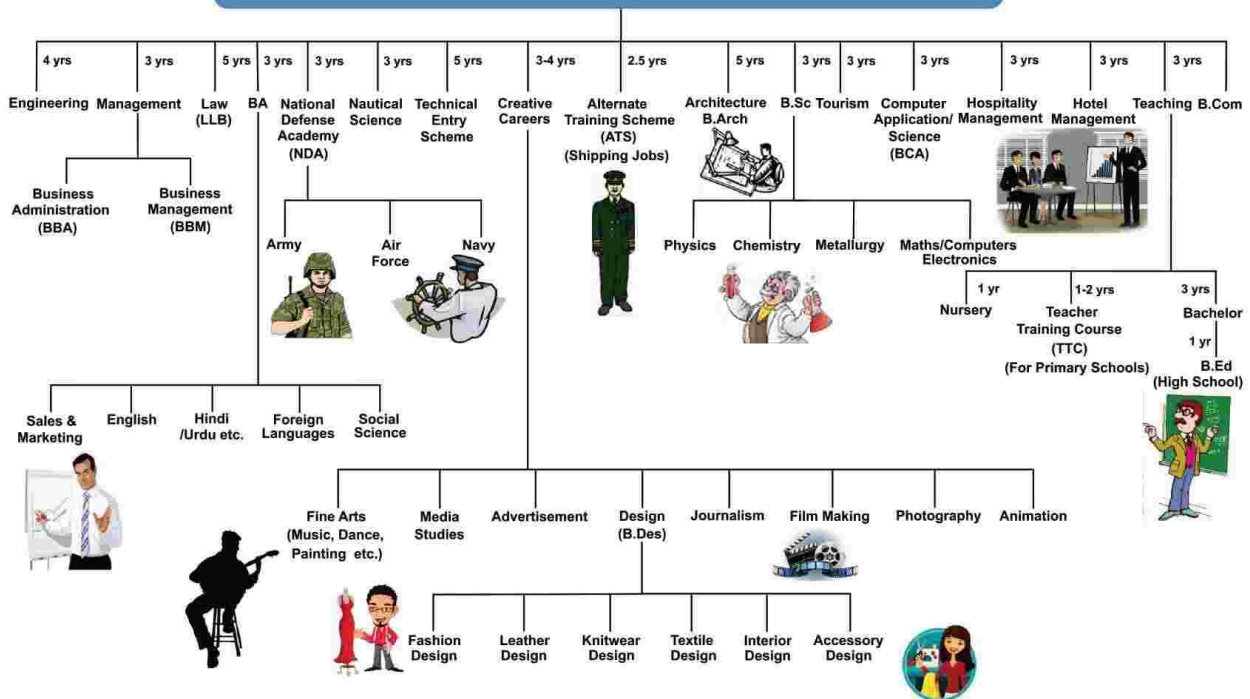 4 yrs 3 yrs 5 yrs 3 yrs 3 yrs 3 yrs 5 yrs 3-4 yrs 2.5 yrs 5 yrs 3 yrs 3 yrs 3 yrs 3 yrs 3 yrs 3 yrs 3 yrs
Engineering
Management
Law
(LLB)
BA
National
Defense
Academy
(NDA)
Nautical
Science
Technical
Entry
Scheme
Creative
Careers
Alternate
Training Scheme
(ATS)
(Shipping Jobs)
Architecture
B.Arch
B.Sc
Tourism
Computer
Application/
Science
(BCA)
Hospitality
Management
Hotel
Management
Teaching
B.Com
Business
Administration
(BBA)
Business
Management
(BBM)
Army
Air
Force
Navy
Physics
Chemistry
Metallurgy
Maths/Computers
Electronics
1 yr
Nursery
1-2 yrs
Teacher
Training Course
(TTC)
(For Primary Schools)
3 yrs
Bachelor
1 yr
B.Ed
(High School)
Sales &
Marketing
English
Hindi
/Urdu etc.
Foreign
Languages
Social
Science
Fine Arts
(Music, Dance,
Painting etc.)
Media
Studies
Advertisement
Design
(B.Des)
Journalism
Film Making
Photography
Animation
Fashion
Design
Leather
Design
Knitwear
Design
Textile
Design
Interior
Design
Accessory
Design